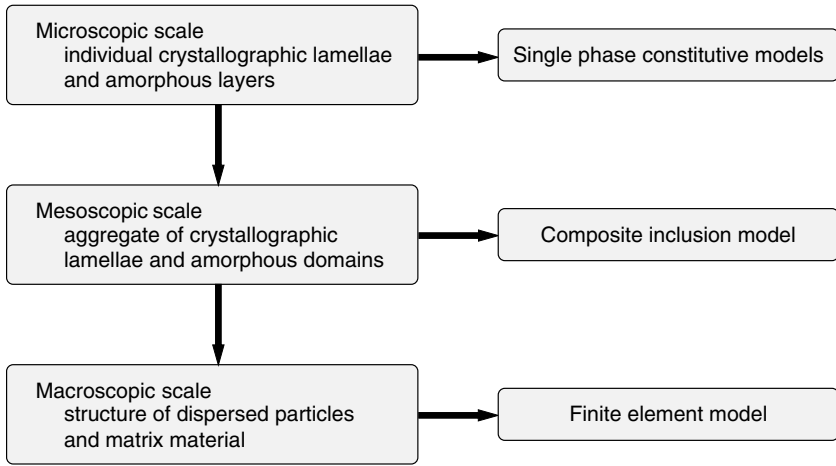 Microscopic scale
individual crystallographic lamellae
and amorphous layers
Single phase constitutive models
Mesoscopic scale
aggregate of crystallographic
lamellae and amorphous domains
Composite inclusion model
Macroscopic scale
structure of dispersed particles
and matrix material
Finite element model